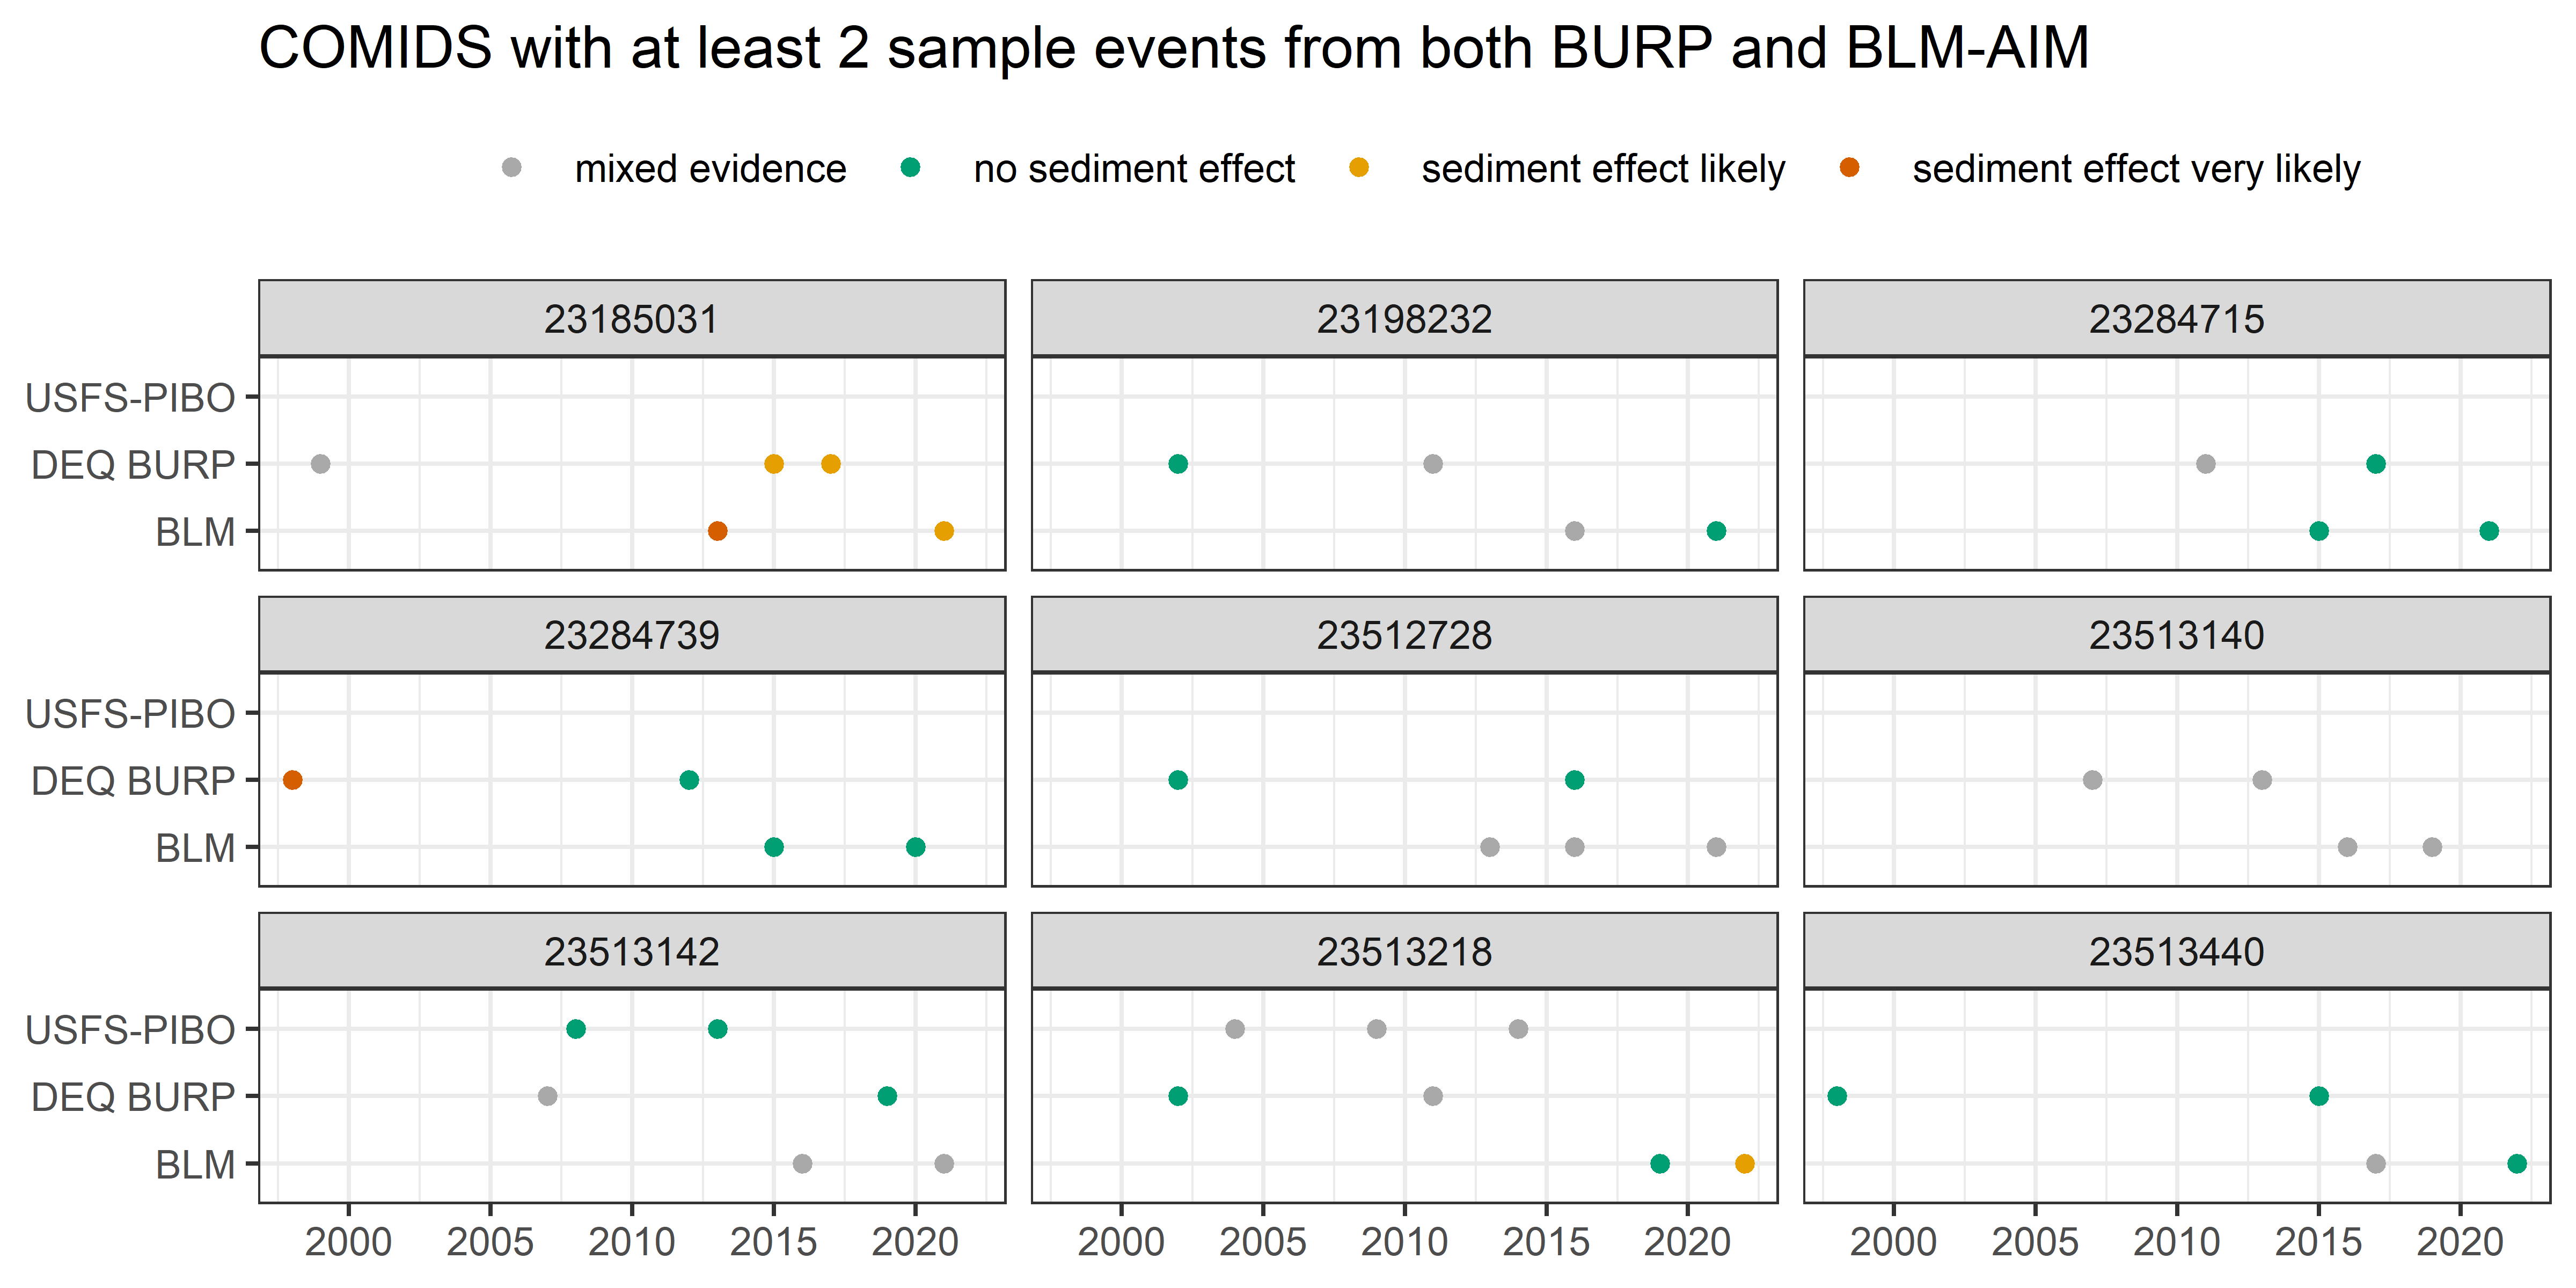 COMIDS with at least 2 sample events from both BURP and BLM-AIM
mixed evidence no sediment effect sediment effect likely sediment effect very likely
23185031 23198232 23284715
USFS-PIBO
DEQ BURP
BLM
23284739 23512728 23513140
USFS-PIBO
DEQ BURP
BLM
23513142 23513218 23513440
USFS-PIBO
DEQ BURP
BLM
2000 2005 2010 2015 2020 2000 2005 2010 2015 2020 2000 2005 2010 2015 2020